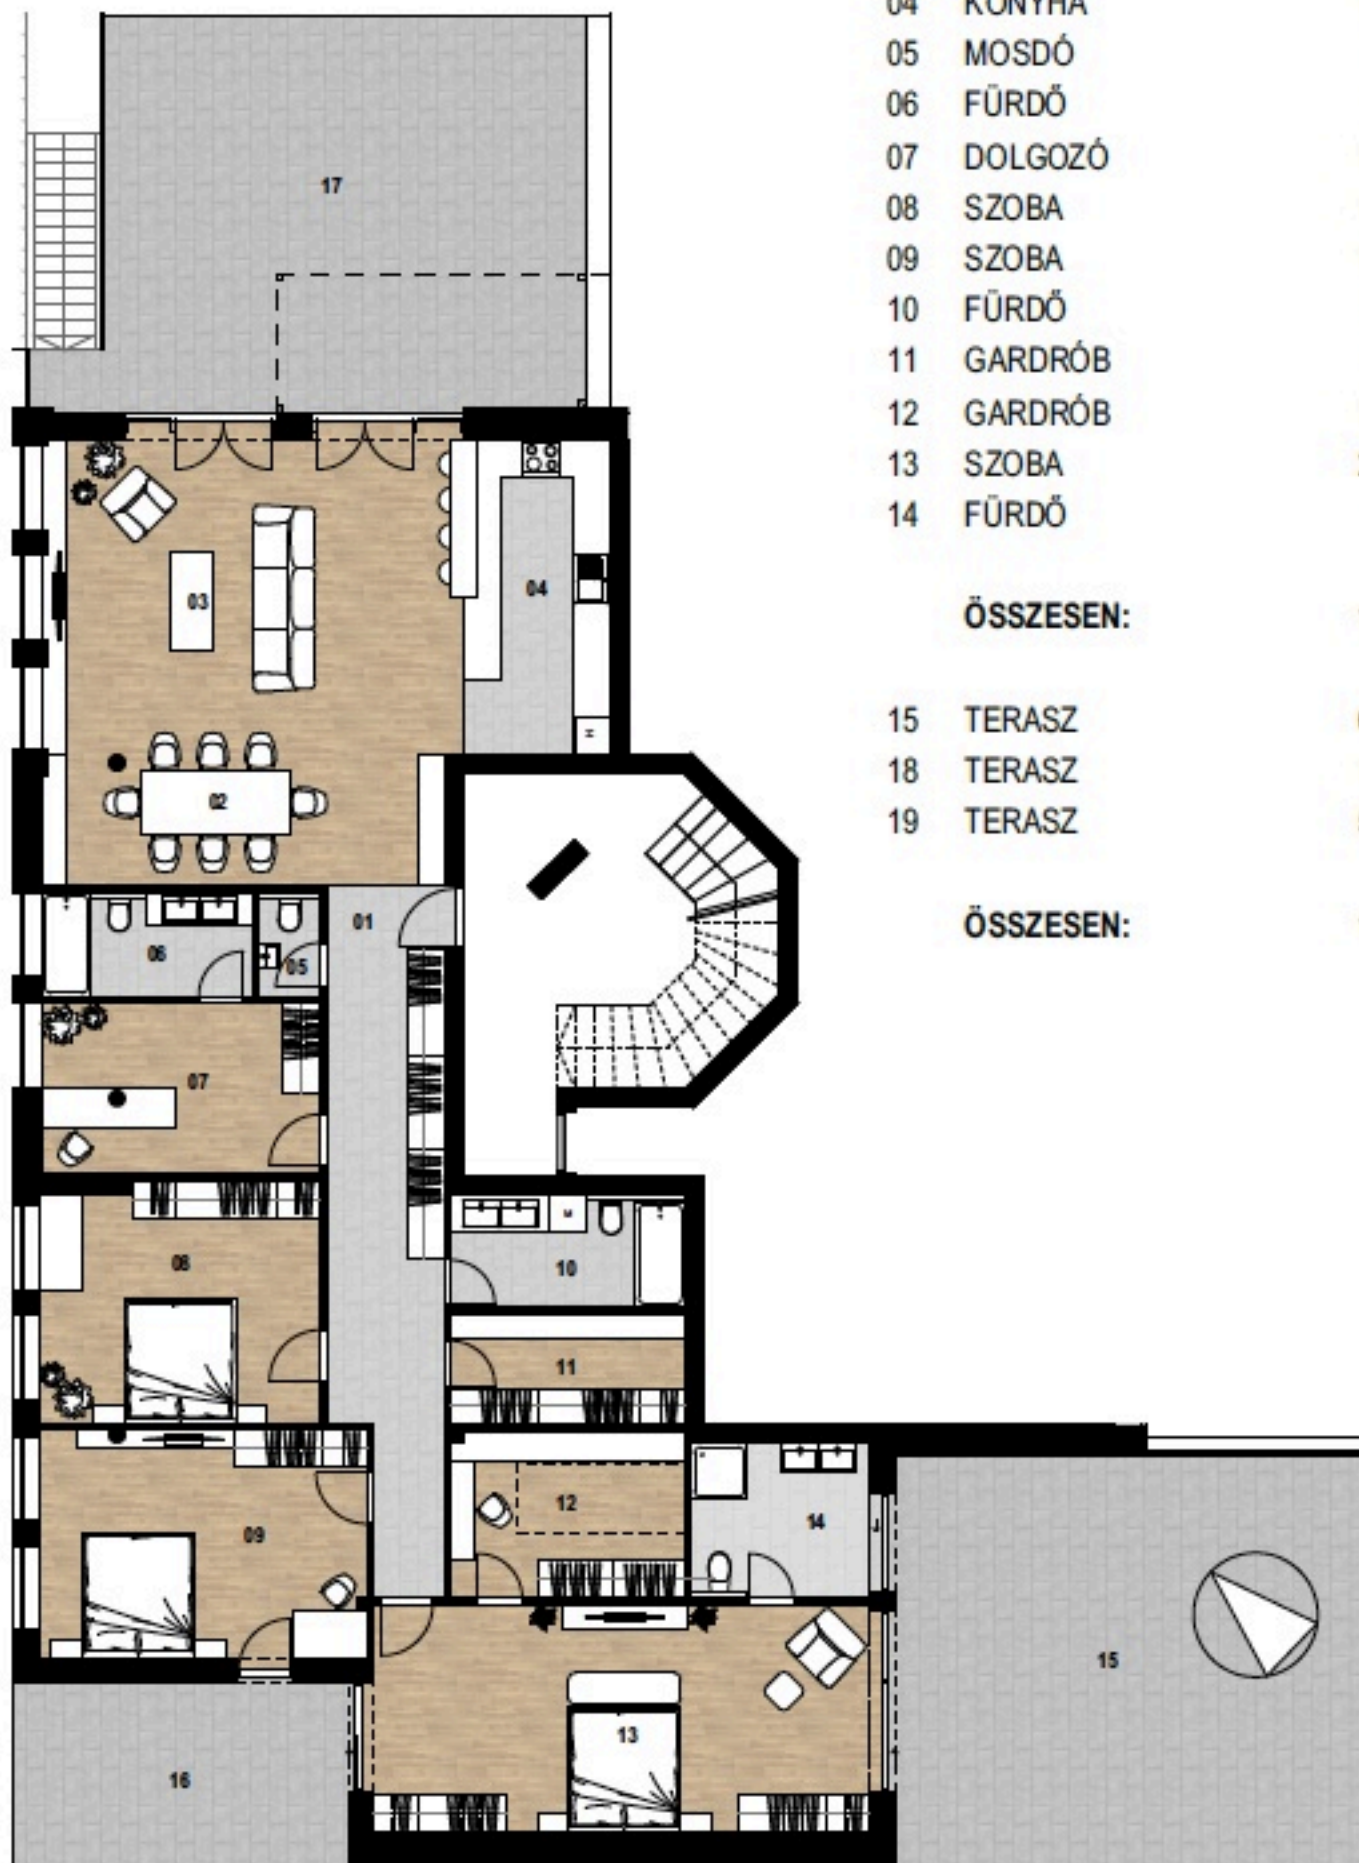 04 KONYHA
05 MOSDÓ
06 FÜRDŐ
07 DOLGOZÓ
08 SZOBA
09 SZOBA
10 FÜRDŐ
11 GARDRÓB
12 GARDRÓB
13 SZOBA
14 FÜRDŐ
ÖSSZESEN:
15 TERASZ
18 TERASZ
19 TERASZ
ÖSSZESEN:
17
03
04
02
01
06
05
07
08
10
11
12
09
14
13
15
16